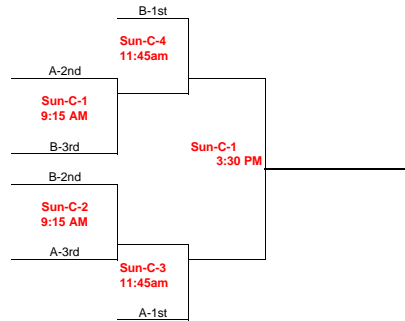 B-1st
Sun-C-4
11:45am
A-2nd
Sun-C-1
9:15 AM
B-3rd
Sun-C-1
3:30 PM
B-2nd
Sun-C-2
9:15 AM
A-3rd
Sun-C-3
11:45am
A-1st